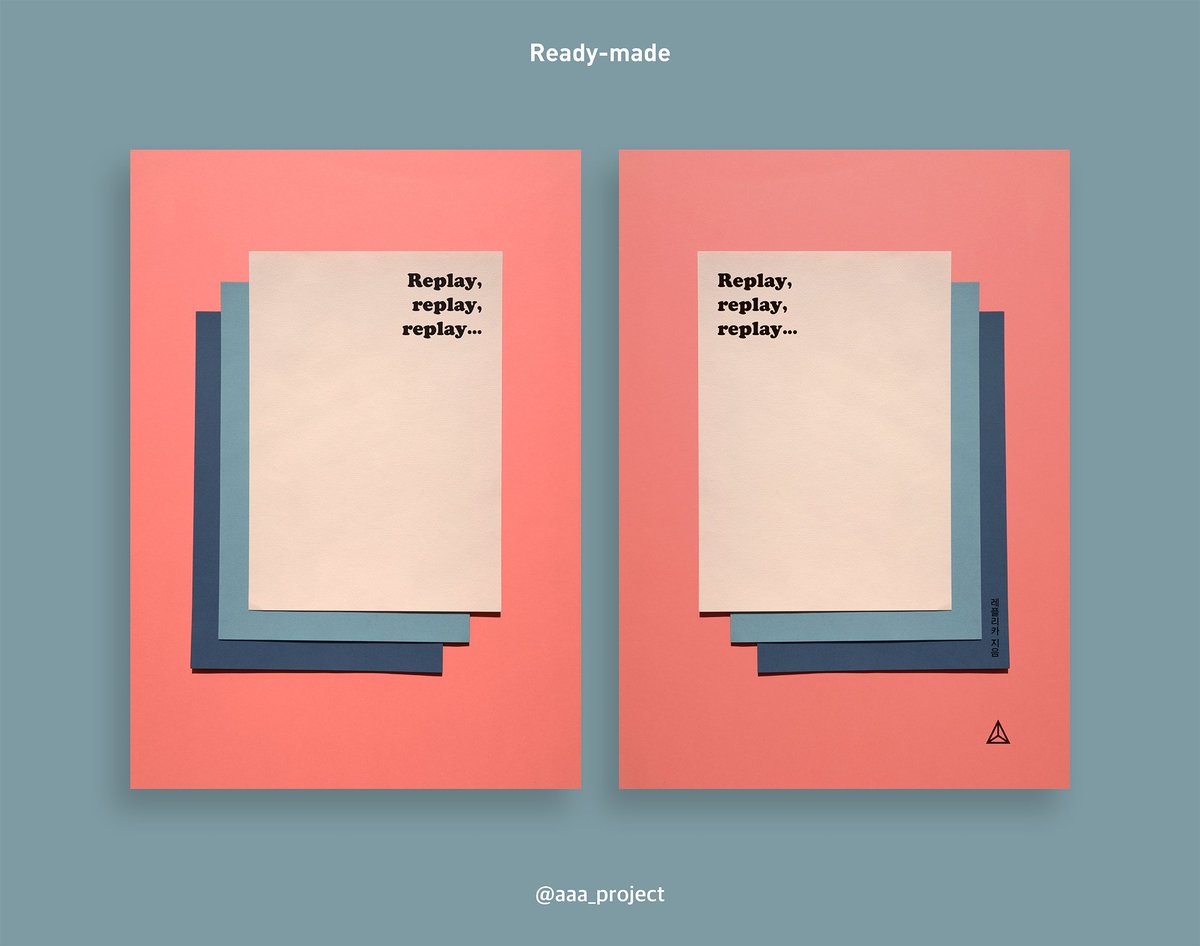 Ready-made
Replay,
replay,
replay...
Replay,
replay,
replay...
레플리카 지음
@aaa_project